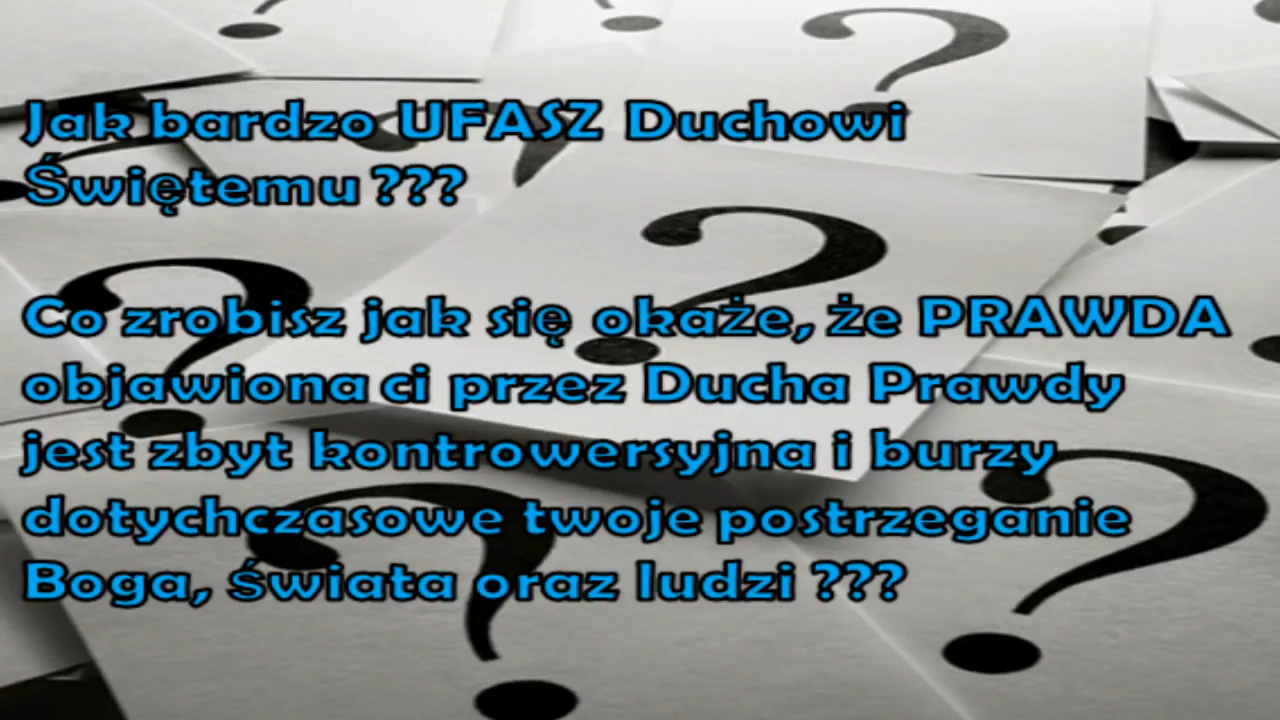 Jak bardzo UFASZ Duchowi
Świętemu ???
Co zrobisz jak się okaże, że PRAWDA
objawiona ci przez Ducha Prawdy
jest zbyt kontrowersyjna i burzy
dotychczasowe twoje postrzeganie
Boga, świata oraz ludzi ???